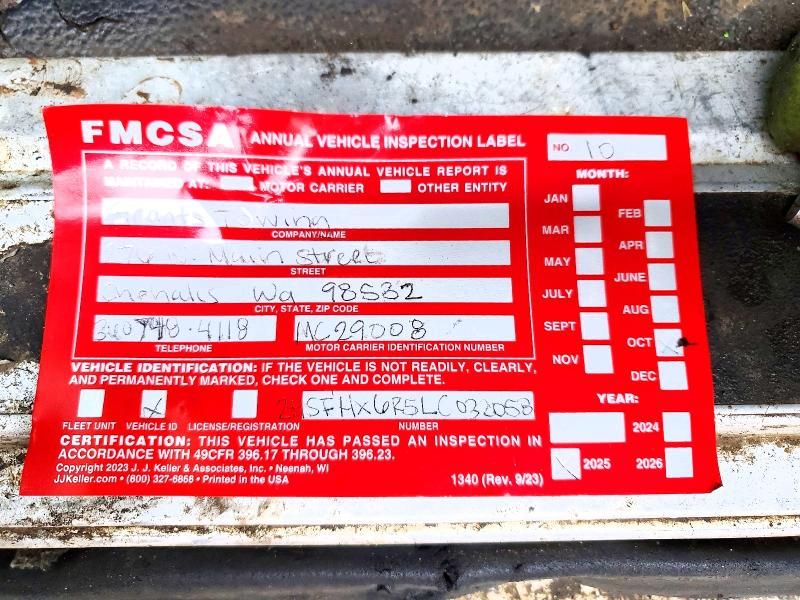 FMCSA ANNUAL VEHICLE INSPECTION LABEL
NO 10
A RECORD OF THIS VEHICLE'S ANNUAL VEHICLE REPORT IS
MAINTAINED AT: MOTOR CARRIER OTHER ENTITY
Grants Towing
COMPANY/NAME
N. Main Street
STREET
Chehalis Wa 98532
CITY, STATE, ZIP CODE
MC29008
TELEPHONE MOTOR CARRIER IDENTIFICATION NUMBER
VEHICLE IDENTIFICATION: IF THE VEHICLE IS NOT READILY, CLEARLY,
AND PERMANENTLY MARKED, CHECK ONE AND COMPLETE.
X
FLEET UNIT VEHICLE ID LICENSE/REGISTRATION NUMBER
CERTIFICATION: THIS VEHICLE HAS PASSED AN INSPECTION IN
ACCORDANCE WITH 49CFR 396.17 THROUGH 396.23.
Copyright 2023 J. J. Keller & Associates, Inc. • Neenah, WI
JJKeller.com • (800) 327-6868 • Printed in the USA
1340 (Rev. 9/23)
MONTH:
JAN FEB
MAR APR
MAY JUNE
JULY AUG
SEPT OCT X
NOV DEC
YEAR:
2024
2025 2026